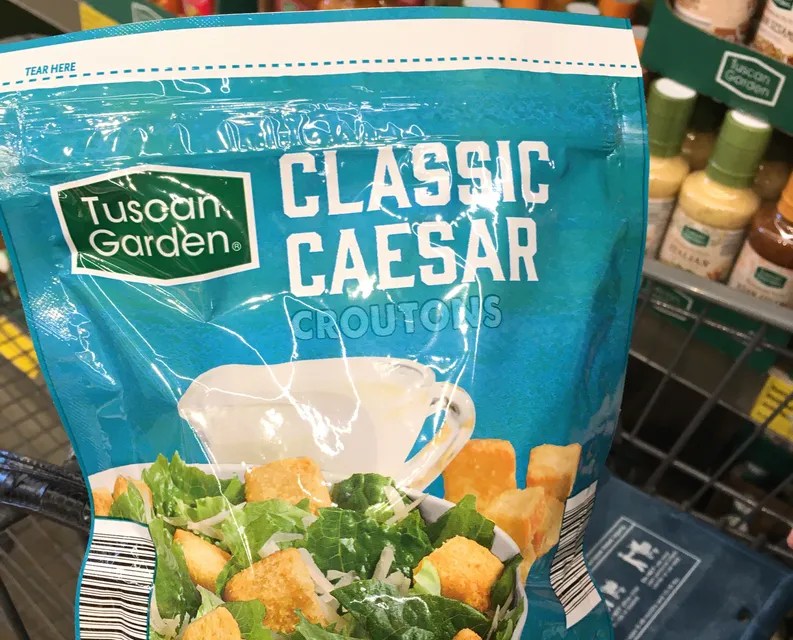 TEAR HERE
Tuscan
Garden®
CLASSIC
CAESAR
CROUTONS
Tuscan
Garden
ITALIAN